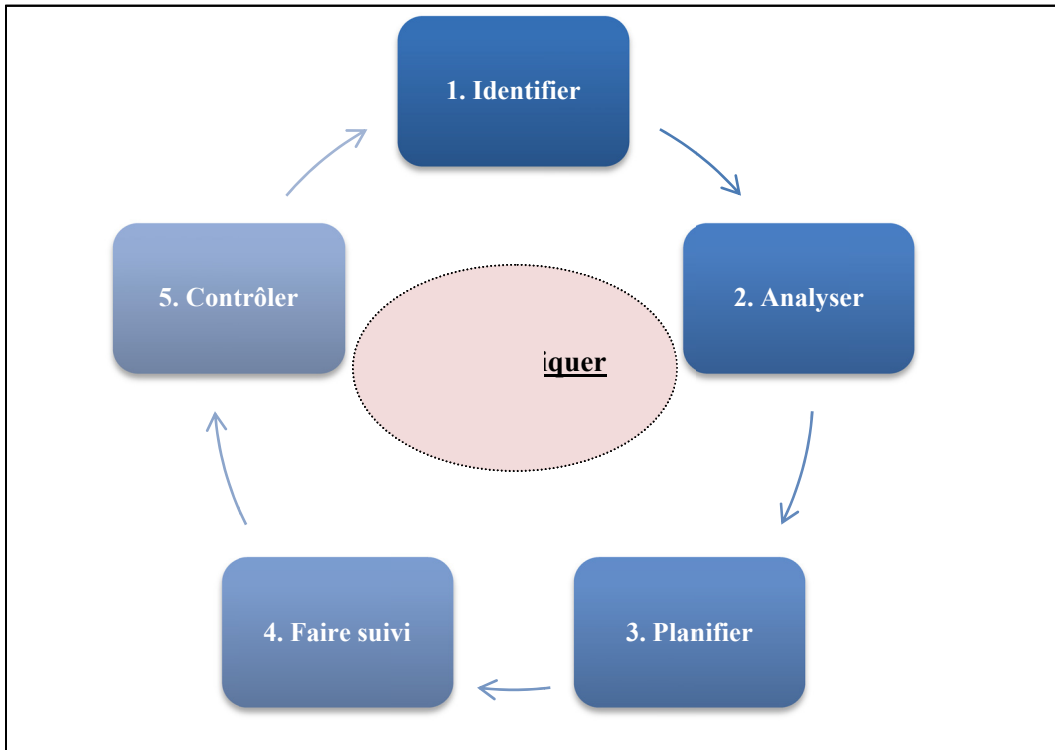 1. Identifier
2. Analyser
5. Contrôler
iquer
4. Faire suivi
3. Planifier